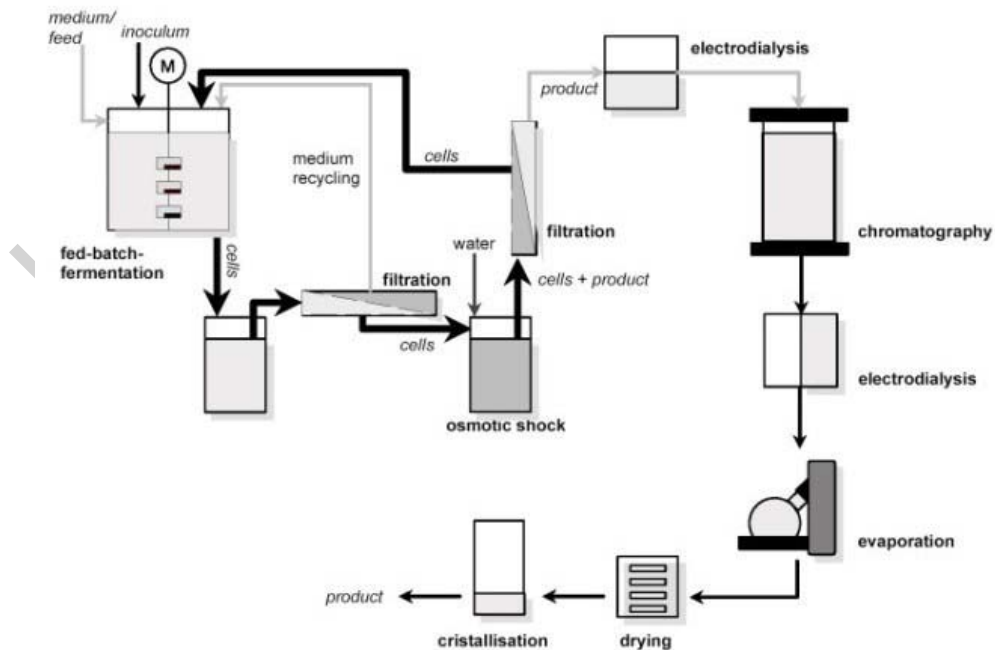 medium/
feed
inoculum
M
electrodialysis
product
cells
medium
recycling
filtration
chromatography
fed-batch-
fermentation
cells
water
filtration
cells + product
cells
osmotic shock
electrodialysis
evaporation
product
cristallisation
drying